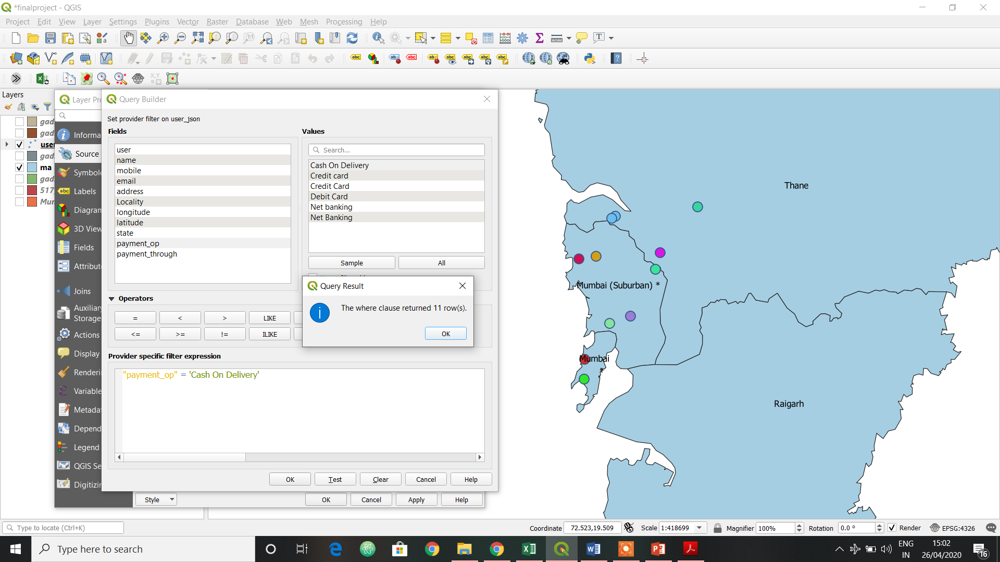 *finalproject - QGIS
Project Edit View Layer Settings Plugins Vector Raster Database Web Mesh Processing Help
Layers
gad
gad
user
gad
ma
gad
517
Mur
Layer Pro
Informa
Source
Symbol
Labels
Diagran
3D View
Fields
Attribut
Joins
Auxiliary
Storage
Actions
Display
Renderi
Variable
Metada
Depend
Legend
QGIS Se
Digitizin
Query Builder
Set provider filter on user_json
Fields
user
name
mobile
email
address
Locality
longitude
latitude
state
payment_op
payment_through
Values
Search...
Cash On Delivery
Credit card
Credit Card
Debit Card
Net banking
Net Banking
Sample All
Query Result
The where clause returned 11 row(s).
OK
Operators
= < > LIKE
<= >= != ILIKE
Provider specific filter expression
"payment_op" = 'Cash On Delivery'
OK Test Clear Cancel Help
Style OK Cancel Apply Help
Thane
Mumbai (Suburban) *
Mumbai
Raigarh
Type to locate (Ctrl+K)
Coordinate 72.523,19.509 Scale 1:418699 Magnifier 100% Rotation 0.0 ° Render EPSG:4326
Type here to search
ENG
IN
15:02
26/04/2020
16